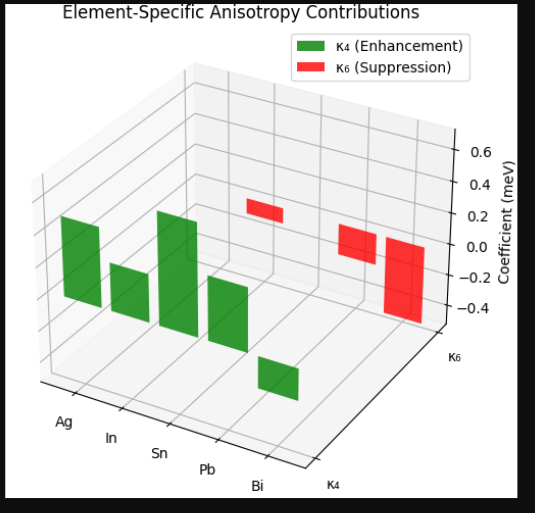 Element-Specific Anisotropy Contributions
κ₄ (Enhancement)
κ₆ (Suppression)
0.6
0.4
0.2
0.0
−0.2
−0.4
Coefficient (meV)
κ₆
κ₄
Ag
In
Sn
Pb
Bi